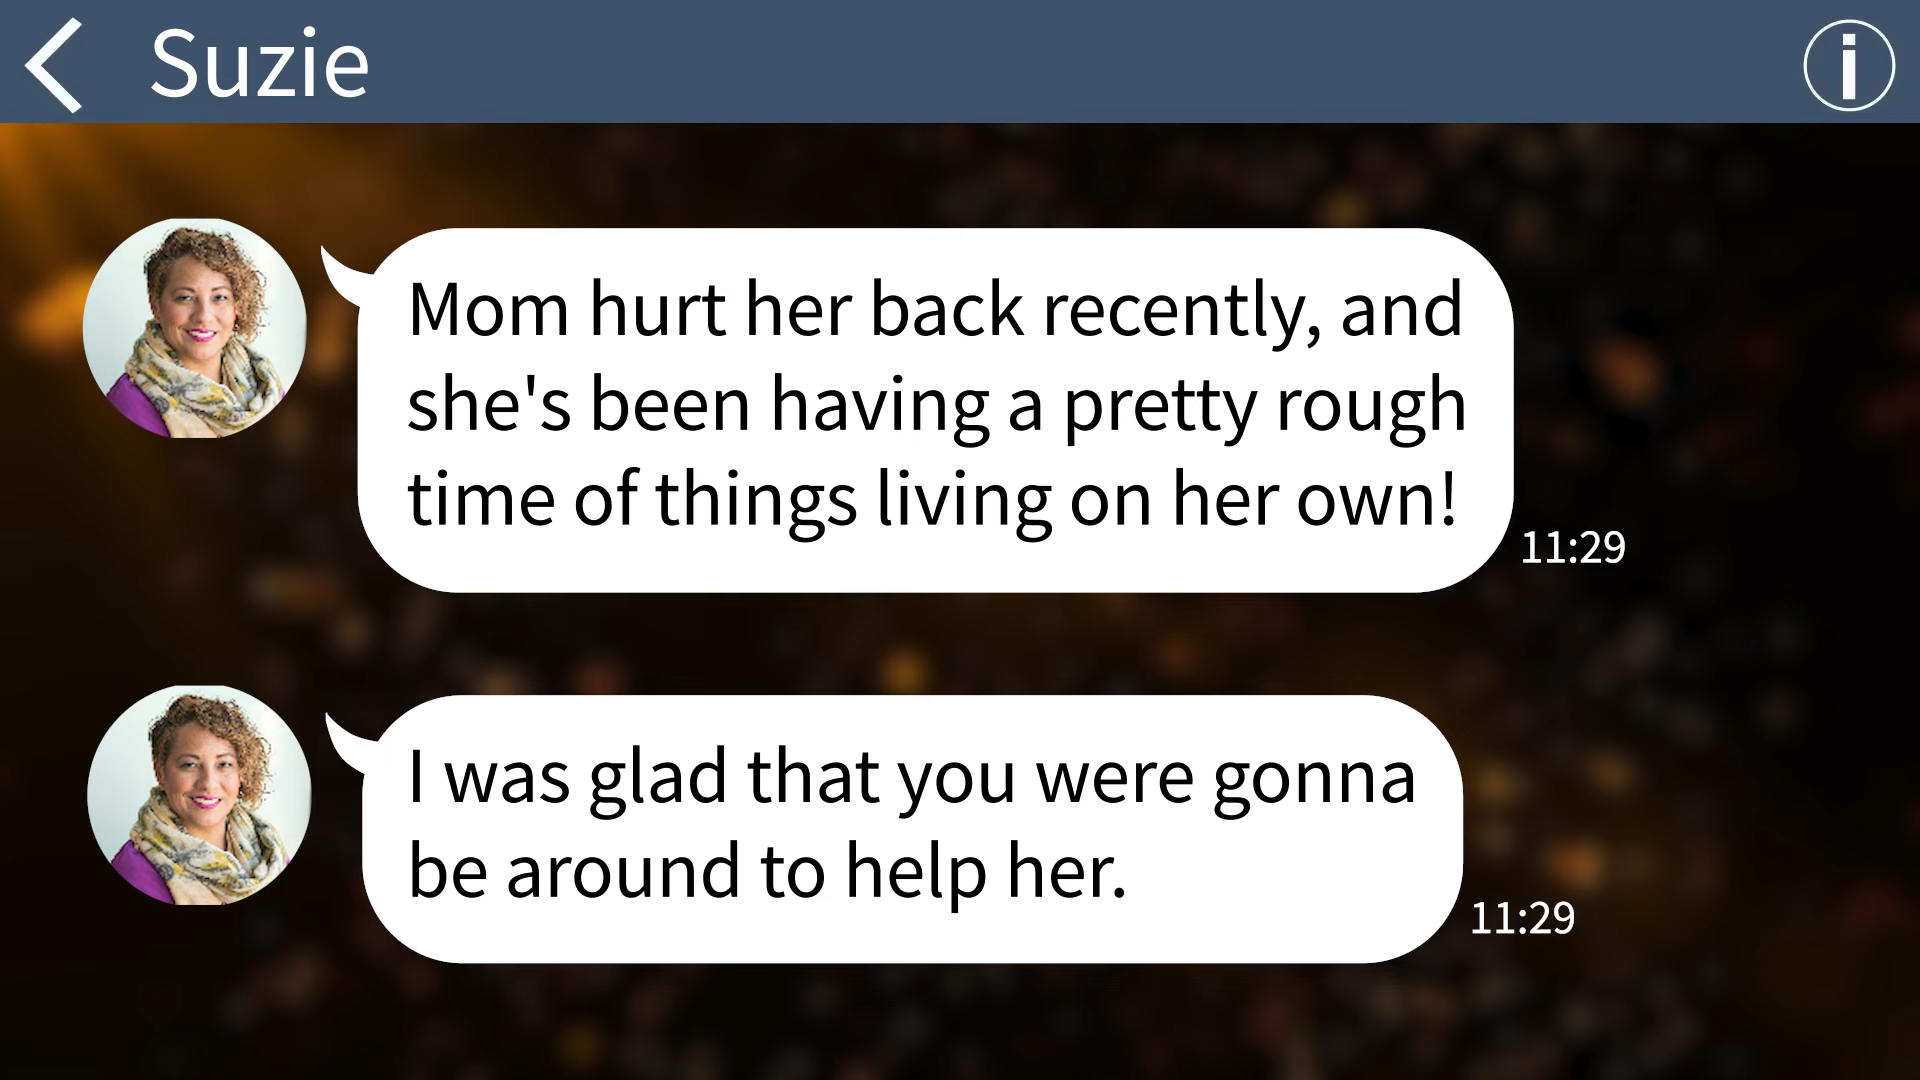 Suzie
Mom hurt her back recently, and
she's been having a pretty rough
time of things living on her own!
11:29
I was glad that you were gonna
be around to help her.
11:29